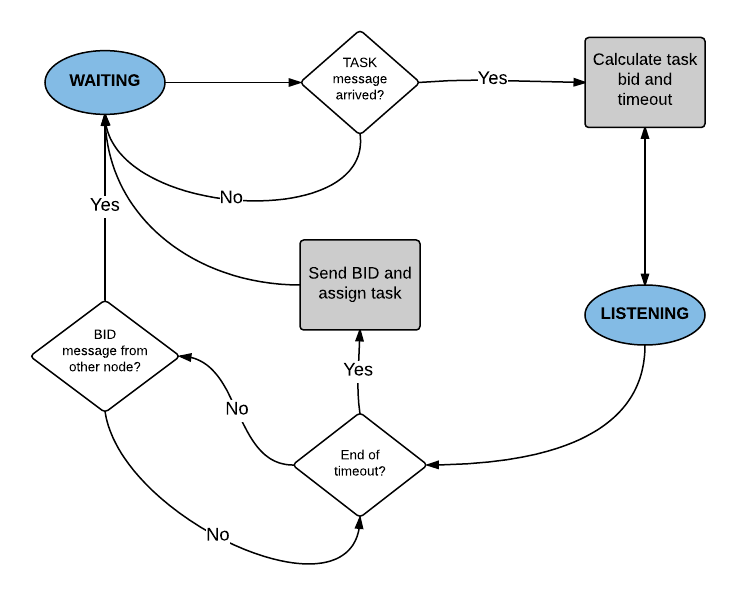 WAITING
TASK
message
arrived?
Yes
Calculate task
bid and
timeout
No
Yes
Send BID and
assign task
LISTENING
BID
message from
other node?
Yes
No
End of
timeout?
No